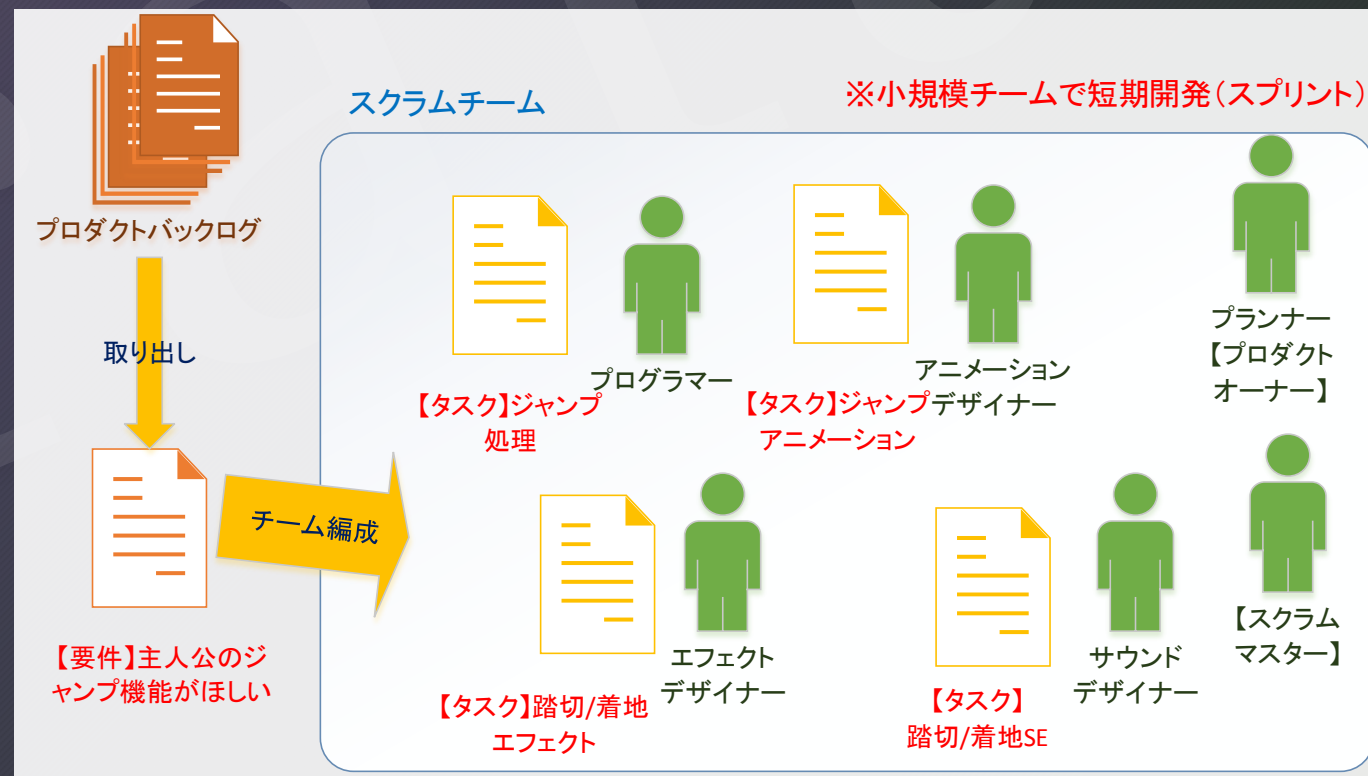 プロダクトバックログ
取り出し
【要件】主人公のジ
ャンプ機能がほしい
チーム編成
スクラムチーム
※小規模チームで短期開発(スプリント)
【タスク】ジャンプ
処理
プログラマー
【タスク】ジャンプ
アニメーション
アニメーション
デザイナー
プランナー
【プロダクト
オーナー】
【タスク】踏切/着地
エフェクト
エフェクト
デザイナー
【タスク】
踏切/着地SE
サウンド
デザイナー
【スクラム
マスター】